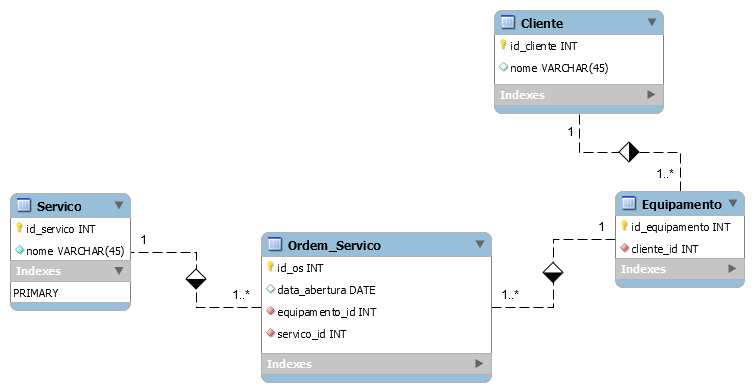 Cliente
id_cliente INT
nome VARCHAR(45)
Indexes
1
1..*
Equipamento
id_equipamento INT
cliente_id INT
Indexes
Servico
id_servico INT
nome VARCHAR(45)
Indexes
PRIMARY
1
1..*
Ordem_Servico
id_os INT
data_abertura DATE
equipamento_id INT
servico_id INT
Indexes
1
1..*